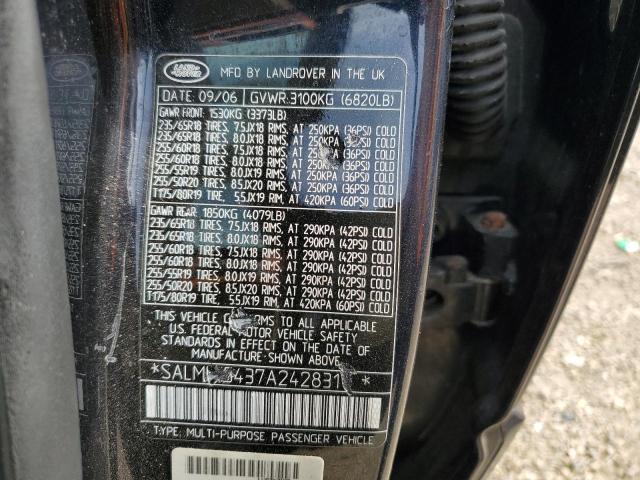 LAND ROVER
MFD BY LANDROVER IN THE UK
DATE: 09/06 GVWR:3100KG (6820LB)
GAWR FRONT: 1530KG (3373LB)
235/65R18 TIRES, 7.5JX18 RIMS, AT 250KPA (36PSI) COLD
235/65R18 TIRES, 8.0JX18 RIMS, AT 250KPA (36PSI) COLD
255/60R18 TIRES, 7.5JX18 RIMS, AT 250KPA (36PSI) COLD
255/60R18 TIRES, 8.0JX18 RIMS, AT 250KPA (36PSI) COLD
255/55R19 TIRES, 8.0JX19 RIMS, AT 250KPA (36PSI) COLD
255/50R20 TIRES, 8.5JX20 RIMS, AT 250KPA (36PSI) COLD
T175/80R19 TIRE, 5.5JX19 RIM, AT 420KPA (60PSI) COLD
GAWR REAR: 1850KG (4079LB)
235/65R18 TIRES, 7.5JX18 RIMS, AT 290KPA (42PSI) COLD
235/65R18 TIRES, 8.0JX18 RIMS, AT 290KPA (42PSI) COLD
255/60R18 TIRES, 7.5JX18 RIMS, AT 290KPA (42PSI) COLD
255/60R18 TIRES, 8.0JX18 RIMS, AT 290KPA (42PSI) COLD
255/55R19 TIRES, 8.0JX19 RIMS, AT 290KPA (42PSI) COLD
255/50R20 TIRES, 8.5JX20 RIMS, AT 290KPA (42PSI) COLD
T175/80R19 TIRE, 5.5JX19 RIM, AT 420KPA (60PSI) COLD
THIS VEHICLE CONFORMS TO ALL APPLICABLE
U.S. FEDERAL MOTOR VEHICLE SAFETY
STANDARDS IN EFFECT ON THE DATE OF
MANUFACTURE SHOWN ABOVE.
TYPE: MULTI-PURPOSE PASSENGER VEHICLE